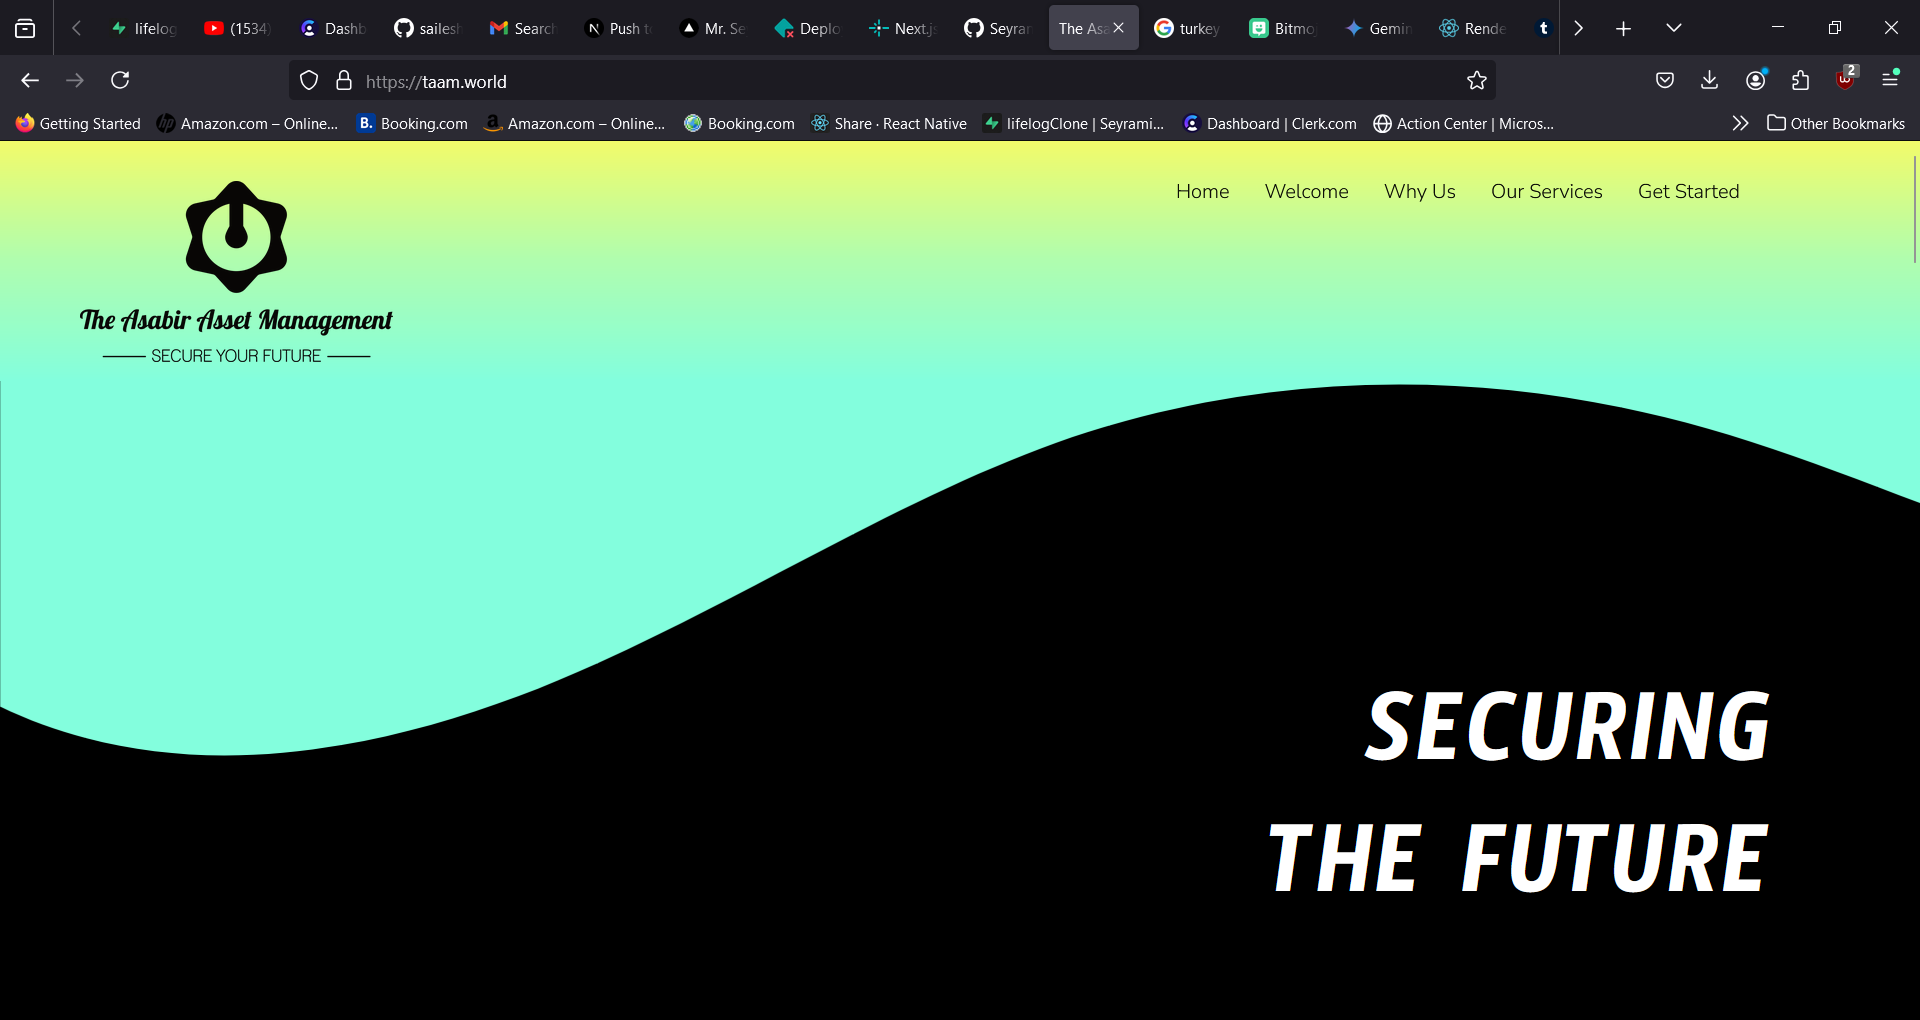 lifelog
(1534)
Dashb
sailesh
Search
Push t
Mr. Se
Deplo
Next.js
Seyran
The Asa
turkey
Bitmo
Gemin
Rende
https://taam.world
2
Getting Started
Amazon.com – Online...
Booking.com
Amazon.com – Online...
Booking.com
Share · React Native
lifelogClone | Seyrami...
Dashboard | Clerk.com
Action Center | Micros...
Other Bookmarks
Home Welcome Why Us Our Services Get Started
The Asabir Asset Management
SECURE YOUR FUTURE
SECURING
THE FUTURE